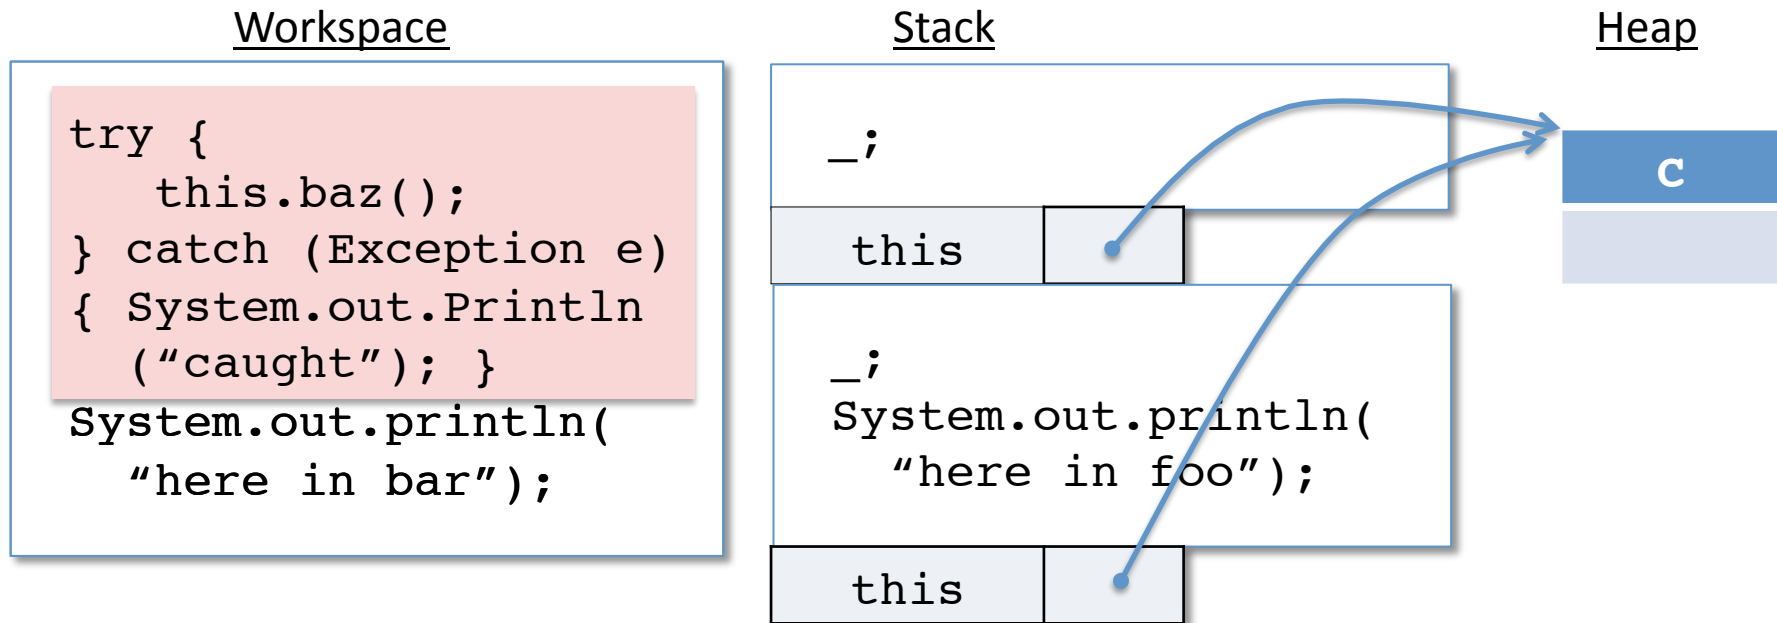 Workspace
try {
this.baz();
} catch (Exception e)
{ System.out.Println
(“caught”); }
System.out.println(
“here in bar”);
Stack
_;
this
_;
System.out.println(
“here in foo”);
this
Heap
C